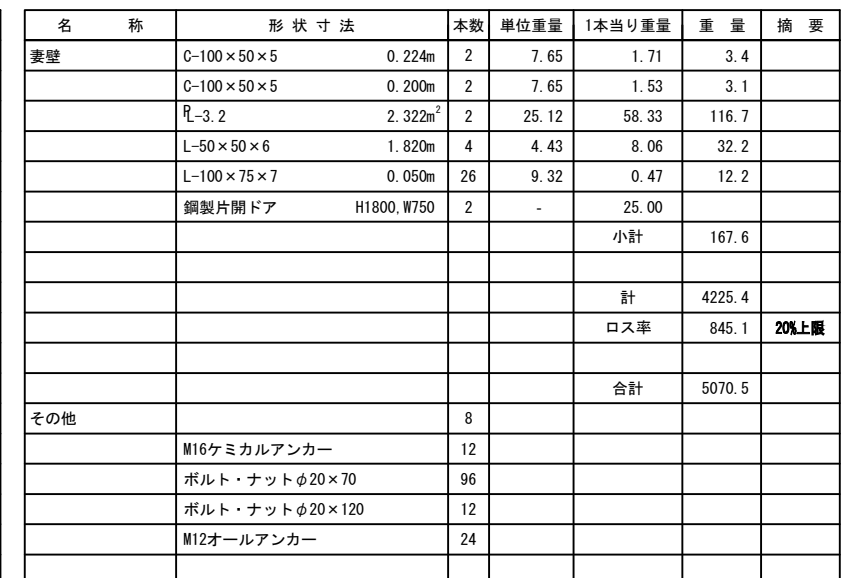 名 称 形 状 寸 法 本数 単位重量 1本当り重量 重 量 摘 要
妻壁 C-100×50×5 0.224m 2 7.65 1.71 3.4
C-100×50×5 0.200m 2 7.65 1.53 3.1
PL-3.2 2.322m² 2 25.12 58.33 116.7
L-50×50×6 1.820m 4 4.43 8.06 32.2
L-100×75×7 0.050m 26 9.32 0.47 12.2
鋼製片開ドア H1800,W750 2 - 25.00
小計 167.6
計 4225.4
ロス率 845.1 20%上限
合計 5070.5
その他 8
M16ケミカルアンカー 12
ボルト・ナットφ20×70 96
ボルト・ナットφ20×120 12
M12オールアンカー 24